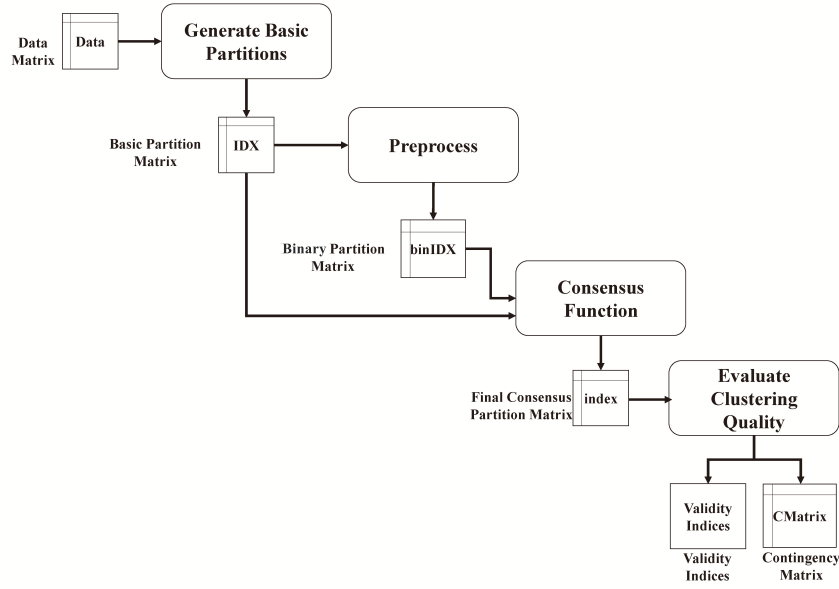 Data
Matrix
Data
Generate Basic
Partitions
Basic Partition
Matrix
IDX
Preprocess
Binary Partition
Matrix
binIDX
Consensus
Function
Final Consensus
Partition Matrix
index
Evaluate
Clustering
Quality
Validity
Indices
CMatrix
Validity
Indices
Contingency
Matrix